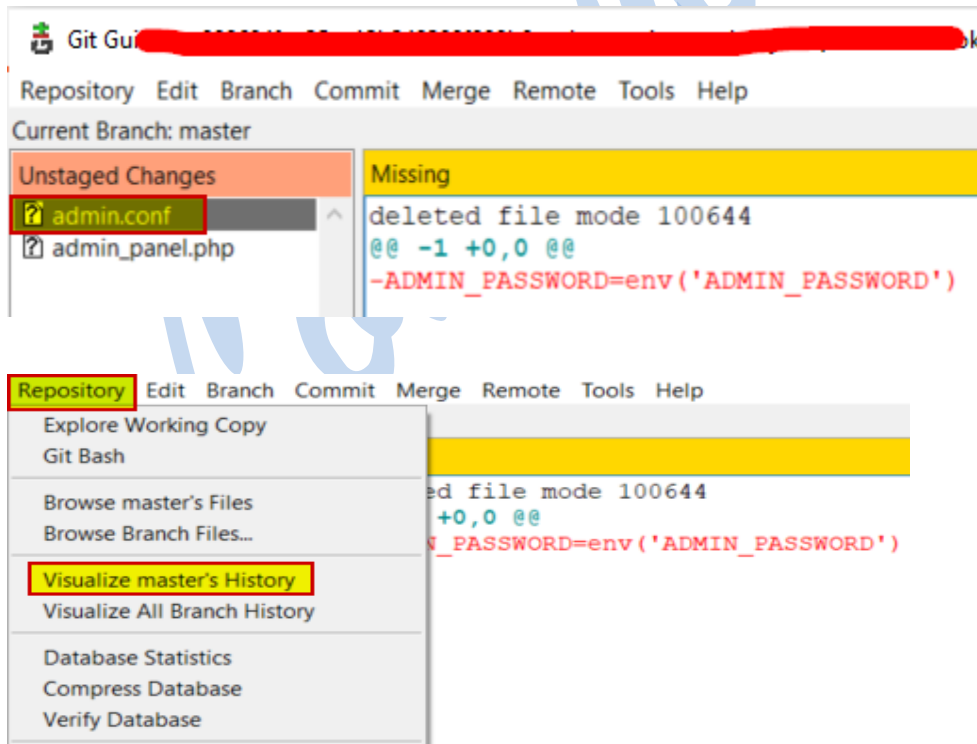 Git Gui
Repository Edit Branch Commit Merge Remote Tools Help
Current Branch: master
Unstaged Changes
Missing
admin.conf
admin_panel.php
deleted file mode 100644
@@ -1 +0,0 @@
-ADMIN_PASSWORD=env('ADMIN_PASSWORD')
Repository Edit Branch Commit Merge Remote Tools Help
Explore Working Copy
Git Bash
Browse master's Files
Browse Branch Files...
Visualize master's History
Visualize All Branch History
Database Statistics
Compress Database
Verify Database
ed file mode 100644
+0,0 @@
N_PASSWORD=env('ADMIN_PASSWORD')